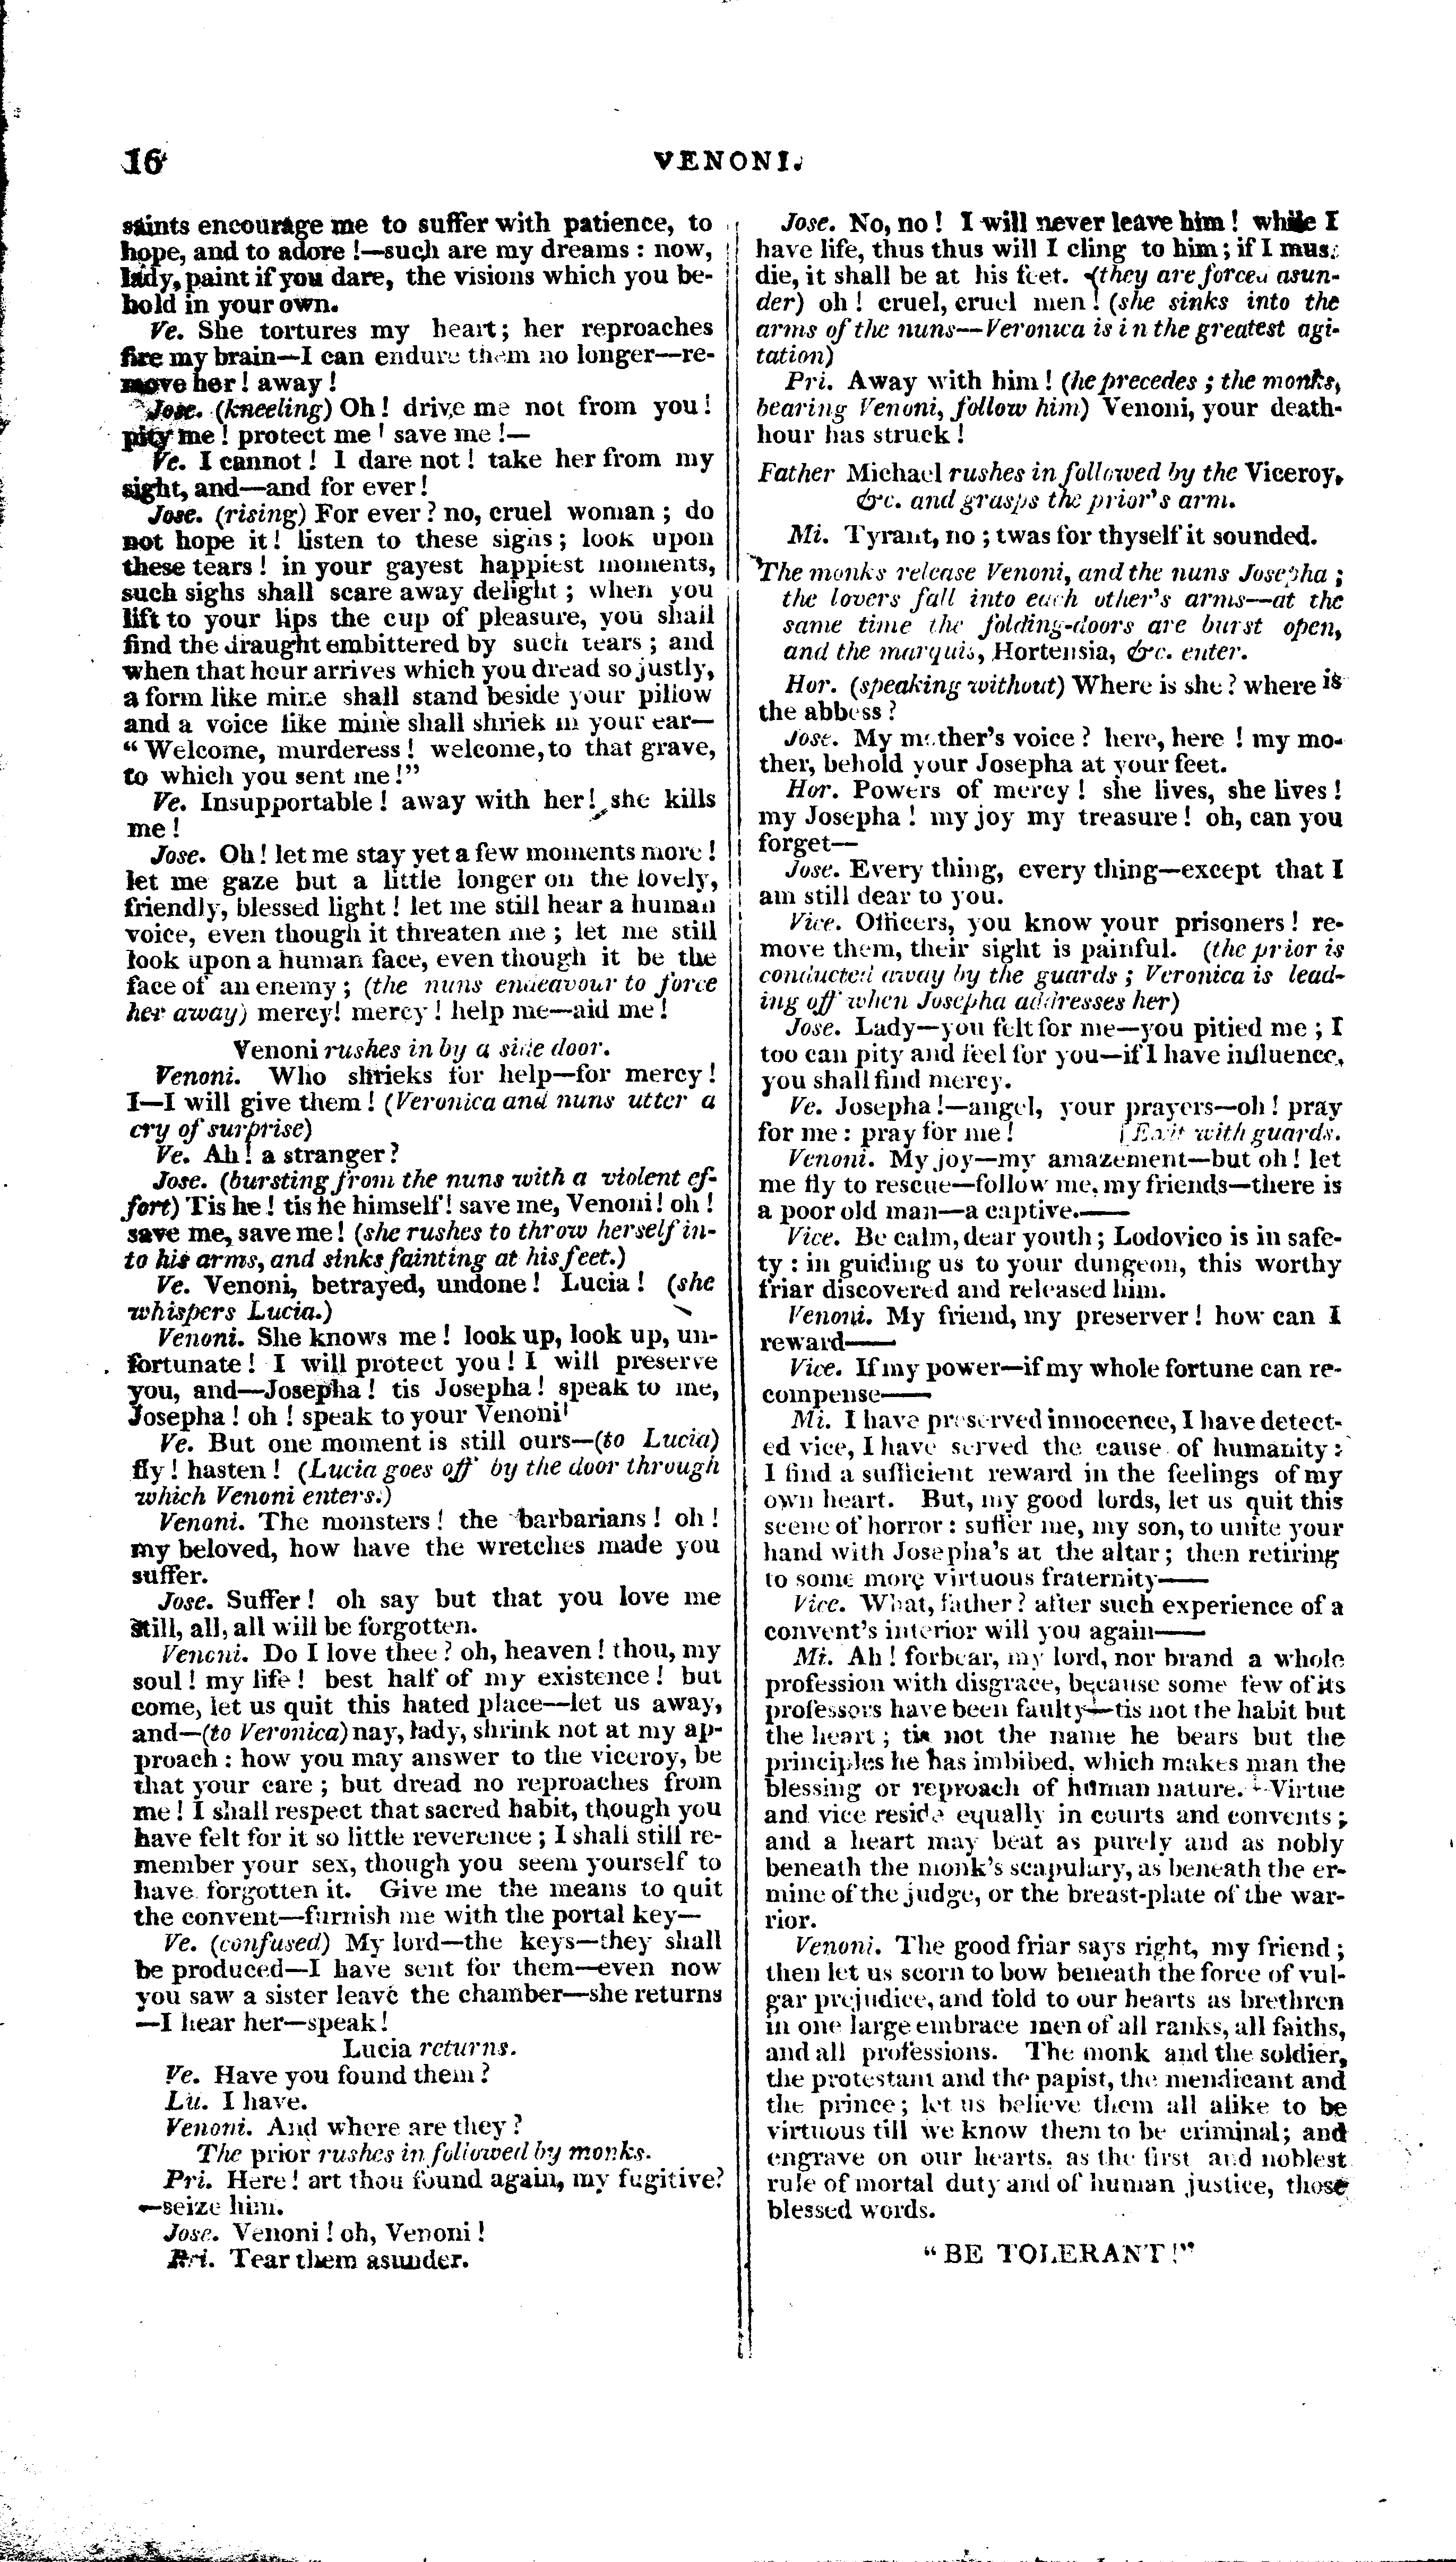 16
VENONI.
saints encourage me to suffer with patience, to
hope, and to adore !—such are my dreams : now,
lady, paint if you dare, the visions which you be-
hold in your own.
Ve. She tortures my heart; her reproaches
fire my brain—I can endure them no longer—re-
move her ! away !
Jose. (kneeling) Oh ! drive me not from you !
pity me ! protect me ! save me !—
Ve. I cannot ! I dare not ! take her from my
sight, and—and for ever !
Jose. (rising) For ever ? no, cruel woman ; do
not hope it ! listen to these sighs ; look upon
these tears ! in your gayest happiest moments,
such sighs shall scare away delight ; when you
lift to your lips the cup of pleasure, you shall
find the draught embittered by such tears ; and
when that hour arrives which you dread so justly,
a form like mine shall stand beside your pillow
and a voice like mine shall shriek in your ear—
“ Welcome, murderess ! welcome, to that grave,
to which you sent me !”
Ve. Insupportable ! away with her ! she kills
me !
Jose. Oh ! let me stay yet a few moments more !
let me gaze but a little longer on the lovely,
friendly, blessed light ! let me still hear a human
voice, even though it threaten me ; let me still
look upon a human face, even though it be the
face of an enemy ; (the nuns endeavour to force
her away) mercy! mercy ! help me—aid me !
Venoni rushes in by a side door.
Venoni. Who shrieks for help—for mercy !
I—I will give them ! (Veronica and nuns utter a
cry of surprise)
Ve. Ah ! a stranger ?
Jose. (bursting from the nuns with a violent ef-
fort) Tis he ! tis he himself ! save me, Venoni ! oh !
save me, save me ! (she rushes to throw herself in-
to his arms, and sinks fainting at his feet.)
Ve. Venoni, betrayed, undone ! Lucia ! (she
whispers Lucia.)
Venoni. She knows me ! look up, look up, un-
fortunate ! I will protect you ! I will preserve
you, and—Josepha ! tis Josepha ! speak to me,
Josepha ! oh ! speak to your Venoni !
Ve. But one moment is still ours—(to Lucia)
fly ! hasten ! (Lucia goes off by the door through
which Venoni enters.)
Venoni. The monsters ! the barbarians ! oh !
my beloved, how have the wretches made you
suffer.
Jose. Suffer ! oh say but that you love me
still, all, all will be forgotten.
Venoni. Do I love thee ? oh, heaven ! thou, my
soul ! my life ! best half of my existence ! but
come, let us quit this hated place—let us away,
and—(to Veronica) nay, lady, shrink not at my ap-
proach : how you may answer to the viceroy, be
that your care ; but dread no reproaches from
me ! I shall respect that sacred habit, though you
have felt for it so little reverence ; I shall still re-
member your sex, though you seem yourself to
have forgotten it. Give me the means to quit
the convent—furnish me with the portal key—
Ve. (confused) My lord—the keys—they shall
be produced—I have sent for them—even now
you saw a sister leave the chamber—she returns
—I hear her—speak !
Lucia returns.
Ve. Have you found them ?
Lu. I have.
Venoni. And where are they ?
The prior rushes in followed by monks.
Pri. Here ! art thou found again, my fugitive?
—seize him.
Jose. Venoni ! oh, Venoni !
Pri. Tear them asunder.
Jose. No, no ! I will never leave him ! while I
have life, thus thus will I cling to him ; if I must
die, it shall be at his feet. (they are forced asun-
der) oh ! cruel, cruel men ! (she sinks into the
arms of the nuns—Veronica is in the greatest agi-
tation)
Pri. Away with him ! (he precedes ; the monks,
bearing Venoni, follow him) Venoni, your death-
hour has struck !
Father Michael rushes in followed by the Viceroy,
&c. and grasps the prior's arm.
Mi. Tyrant, no ; twas for thyself it sounded.
The monks release Venoni, and the nuns Josepha ;
the lovers fall into each other's arms—at the
same time the folding-doors are burst open,
and the marquis, Hortensia, &c. enter.
Hor. (speaking without) Where is she ? where is
the abbess ?
Jose. My mother's voice ? here, here ! my mo-
ther, behold your Josepha at your feet.
Hor. Powers of mercy ! she lives, she lives !
my Josepha ! my joy my treasure ! oh, can you
forget—
Jose. Every thing, every thing—except that I
am still dear to you.
Vice. Officers, you know your prisoners ! re-
move them, their sight is painful. (the prior is
conducted away by the guards ; Veronica is lead-
ing off when Josepha addresses her)
Jose. Lady—you felt for me—you pitied me ; I
too can pity and feel for you—if I have influence,
you shall find mercy.
Ve. Josepha !—angel, your prayers—oh ! pray
for me : pray for me ! [Exit with guards.
Venoni. My joy—my amazement—but oh ! let
me fly to rescue—follow me, my friends—there is
a poor old man—a captive.——
Vice. Be calm, dear youth ; Lodovico is in safe-
ty : in guiding us to your dungeon, this worthy
friar discovered and released him.
Venoni. My friend, my preserver ! how can I
reward——
Vice. If my power—if my whole fortune can re-
compense——
Mi. I have preserved innocence, I have detect-
ed vice, I have served the cause of humanity :
I find a sufficient reward in the feelings of my
own heart. But, my good lords, let us quit this
scene of horror : suffer me, my son, to unite your
hand with Josepha's at the altar ; then retiring
to some more virtuous fraternity——
Vice. What, father ? after such experience of a
convent's interior will you again——
Mi. Ah ! forbear, my lord, nor brand a whole
profession with disgrace, because some few of its
professors have been faulty—tis not the habit but
the heart ; tis not the name he bears but the
principles he has imbibed, which makes man the
blessing or reproach of human nature. Virtue
and vice reside equally in courts and convents ;
and a heart may beat as purely and as nobly
beneath the monk's scapulary, as beneath the er-
mine of the judge, or the breast-plate of the war-
rior.
Venoni. The good friar says right, my friend ;
then let us scorn to bow beneath the force of vul-
gar prejudice, and fold to our hearts as brethren
in one large embrace men of all ranks, all faiths,
and all professions. The monk and the soldier,
the protestant and the papist, the mendicant and
the prince ; let us believe them all alike to be
virtuous till we know them to be criminal; and
engrave on our hearts, as the first and noblest
rule of mortal duty and of human justice, those
blessed words.
“ BE TOLERANT !”